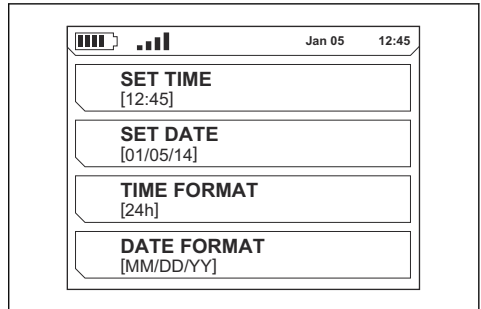 Jan 05 12:45
SET TIME
[12:45]
SET DATE
[01/05/14]
TIME FORMAT
[24h]
DATE FORMAT
[MM/DD/YY]